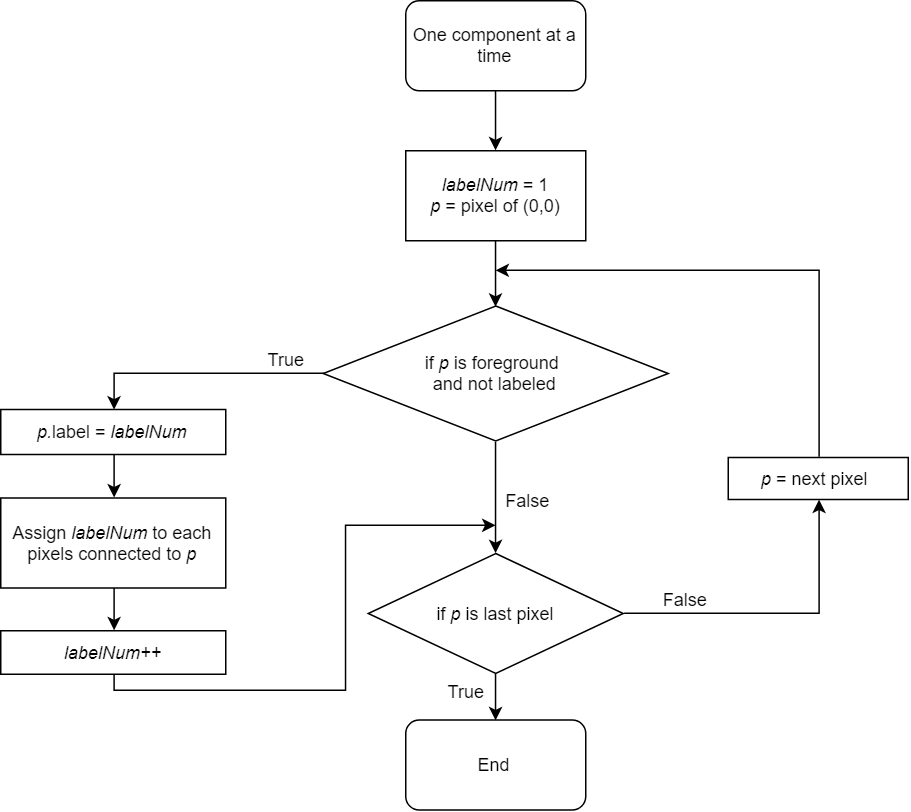 One component at a
time
labelNum = 1
p = pixel of (0,0)
True
if p is foreground
and not labeled
p.label = labelNum
p = next pixel
False
Assign labelNum to each
pixels connected to p
if p is last pixel
False
labelNum++
True
End